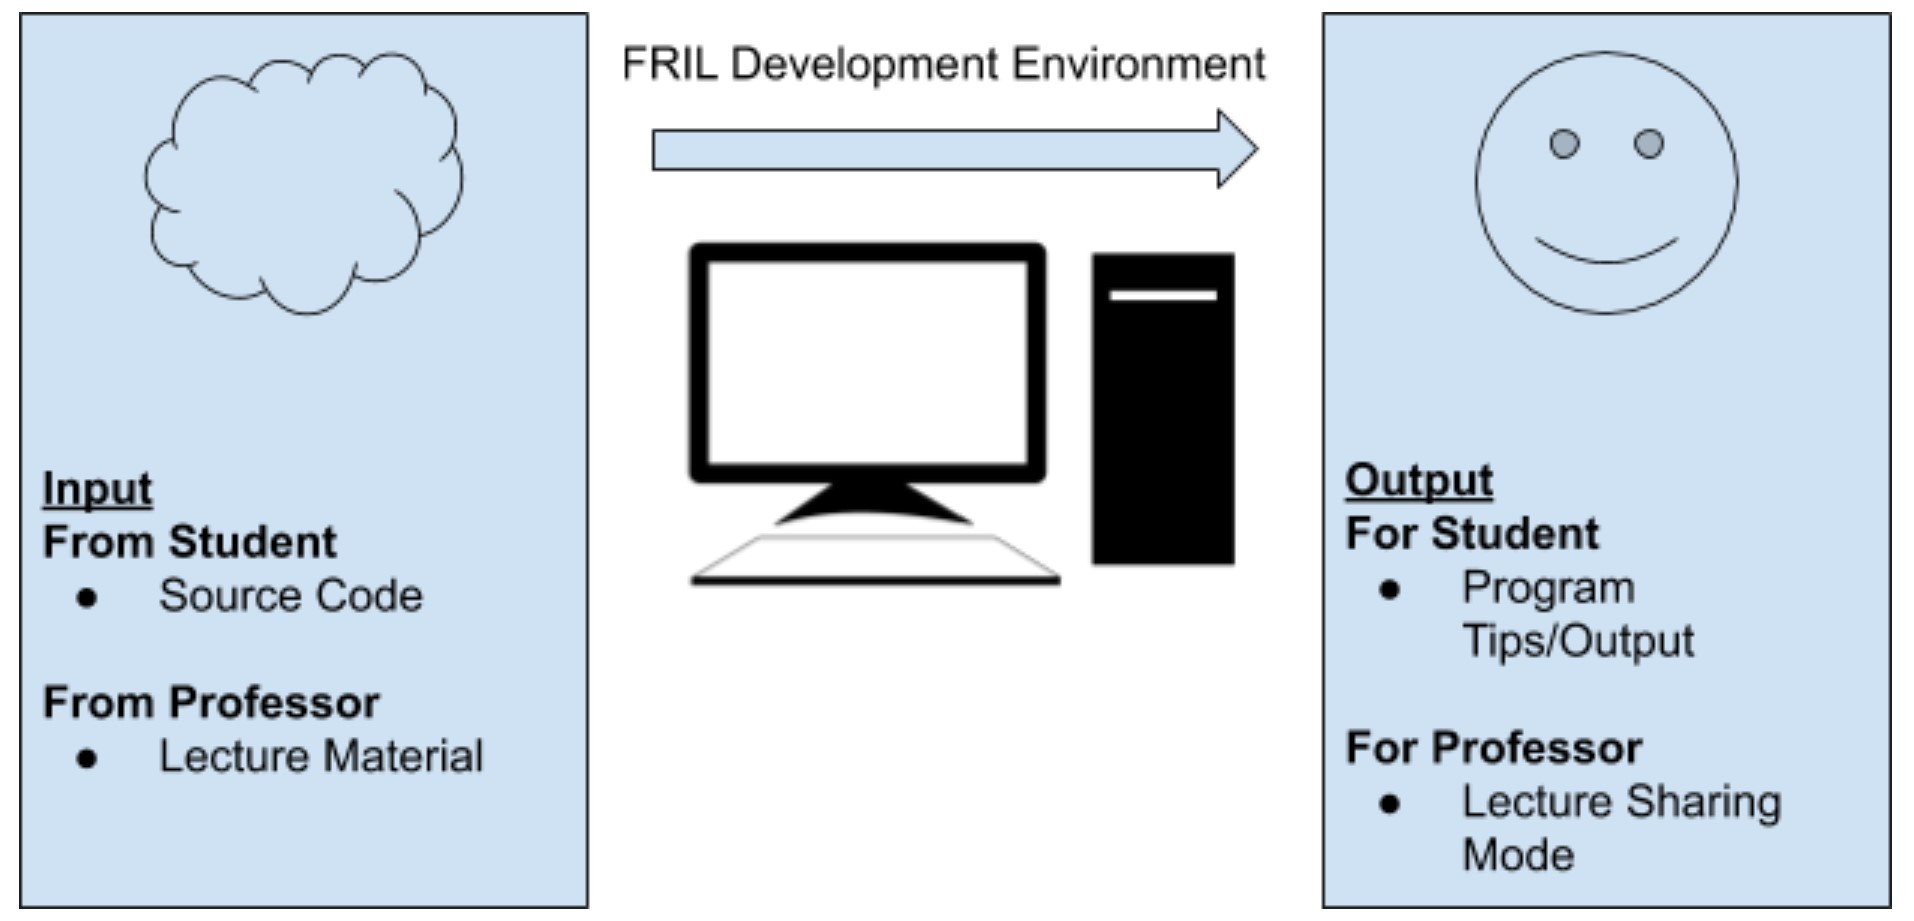 FRIL Development Environment
Input
From Student
● Source Code
From Professor
● Lecture Material
Output
For Student
● Program
Tips/Output
For Professor
● Lecture Sharing
Mode